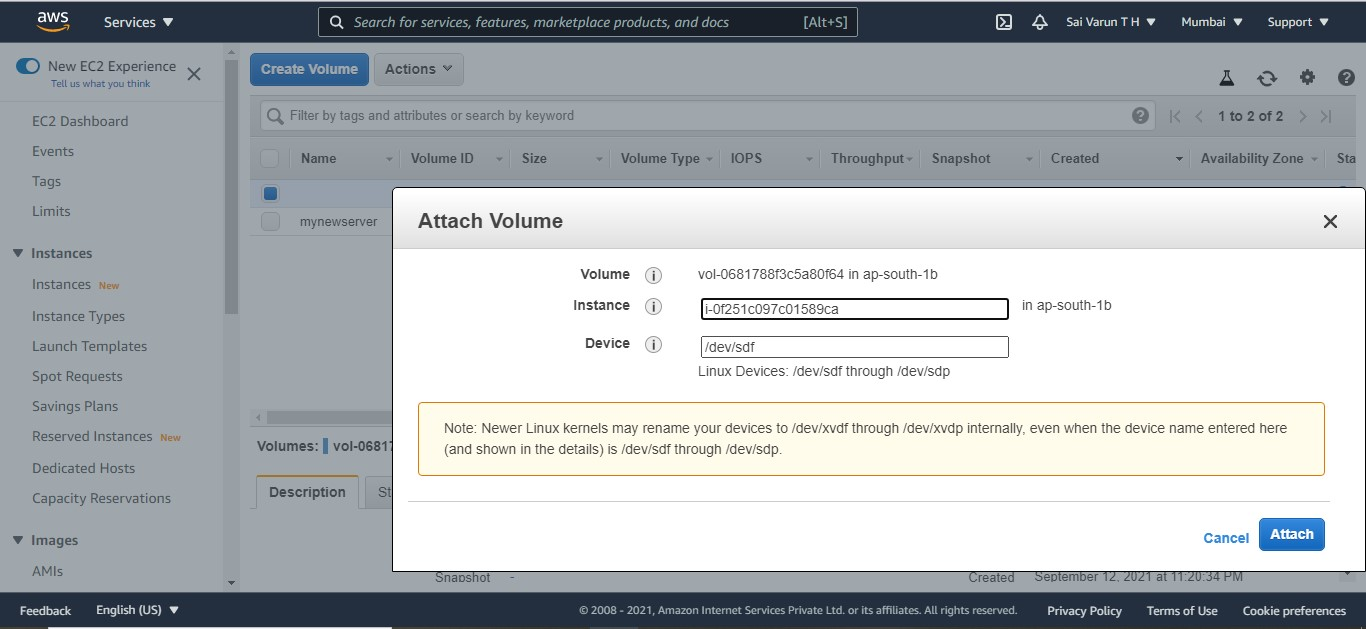 aws Services Search for services, features, marketplace products, and docs [Alt+S] Sai Varun T H Mumbai Support
New EC2 Experience
Tell us what you think
EC2 Dashboard
Events
Tags
Limits
Instances
Instances New
Instance Types
Launch Templates
Spot Requests
Savings Plans
Reserved Instances New
Dedicated Hosts
Capacity Reservations
Images
AMIs
Create Volume Actions
Filter by tags and attributes or search by keyword 1 to 2 of 2
Name Volume ID Size Volume Type IOPS Throughput Snapshot Created Availability Zone Sta
mynewserver
Volumes: vol-0681
Description St
Snapshot - Created September 12, 2021 at 11:20:34 PM
Attach Volume
Volume i vol-0681788f3c5a80f64 in ap-south-1b
Instance i i-0f251c097c01589ca in ap-south-1b
Device i /dev/sdf
Linux Devices: /dev/sdf through /dev/sdp
Note: Newer Linux kernels may rename your devices to /dev/xvdf through /dev/xvdp internally, even when the device name entered here
(and shown in the details) is /dev/sdf through /dev/sdp.
Cancel Attach
Feedback English (US) © 2008 - 2021, Amazon Internet Services Private Ltd. or its affiliates. All rights reserved. Privacy Policy Terms of Use Cookie preferences